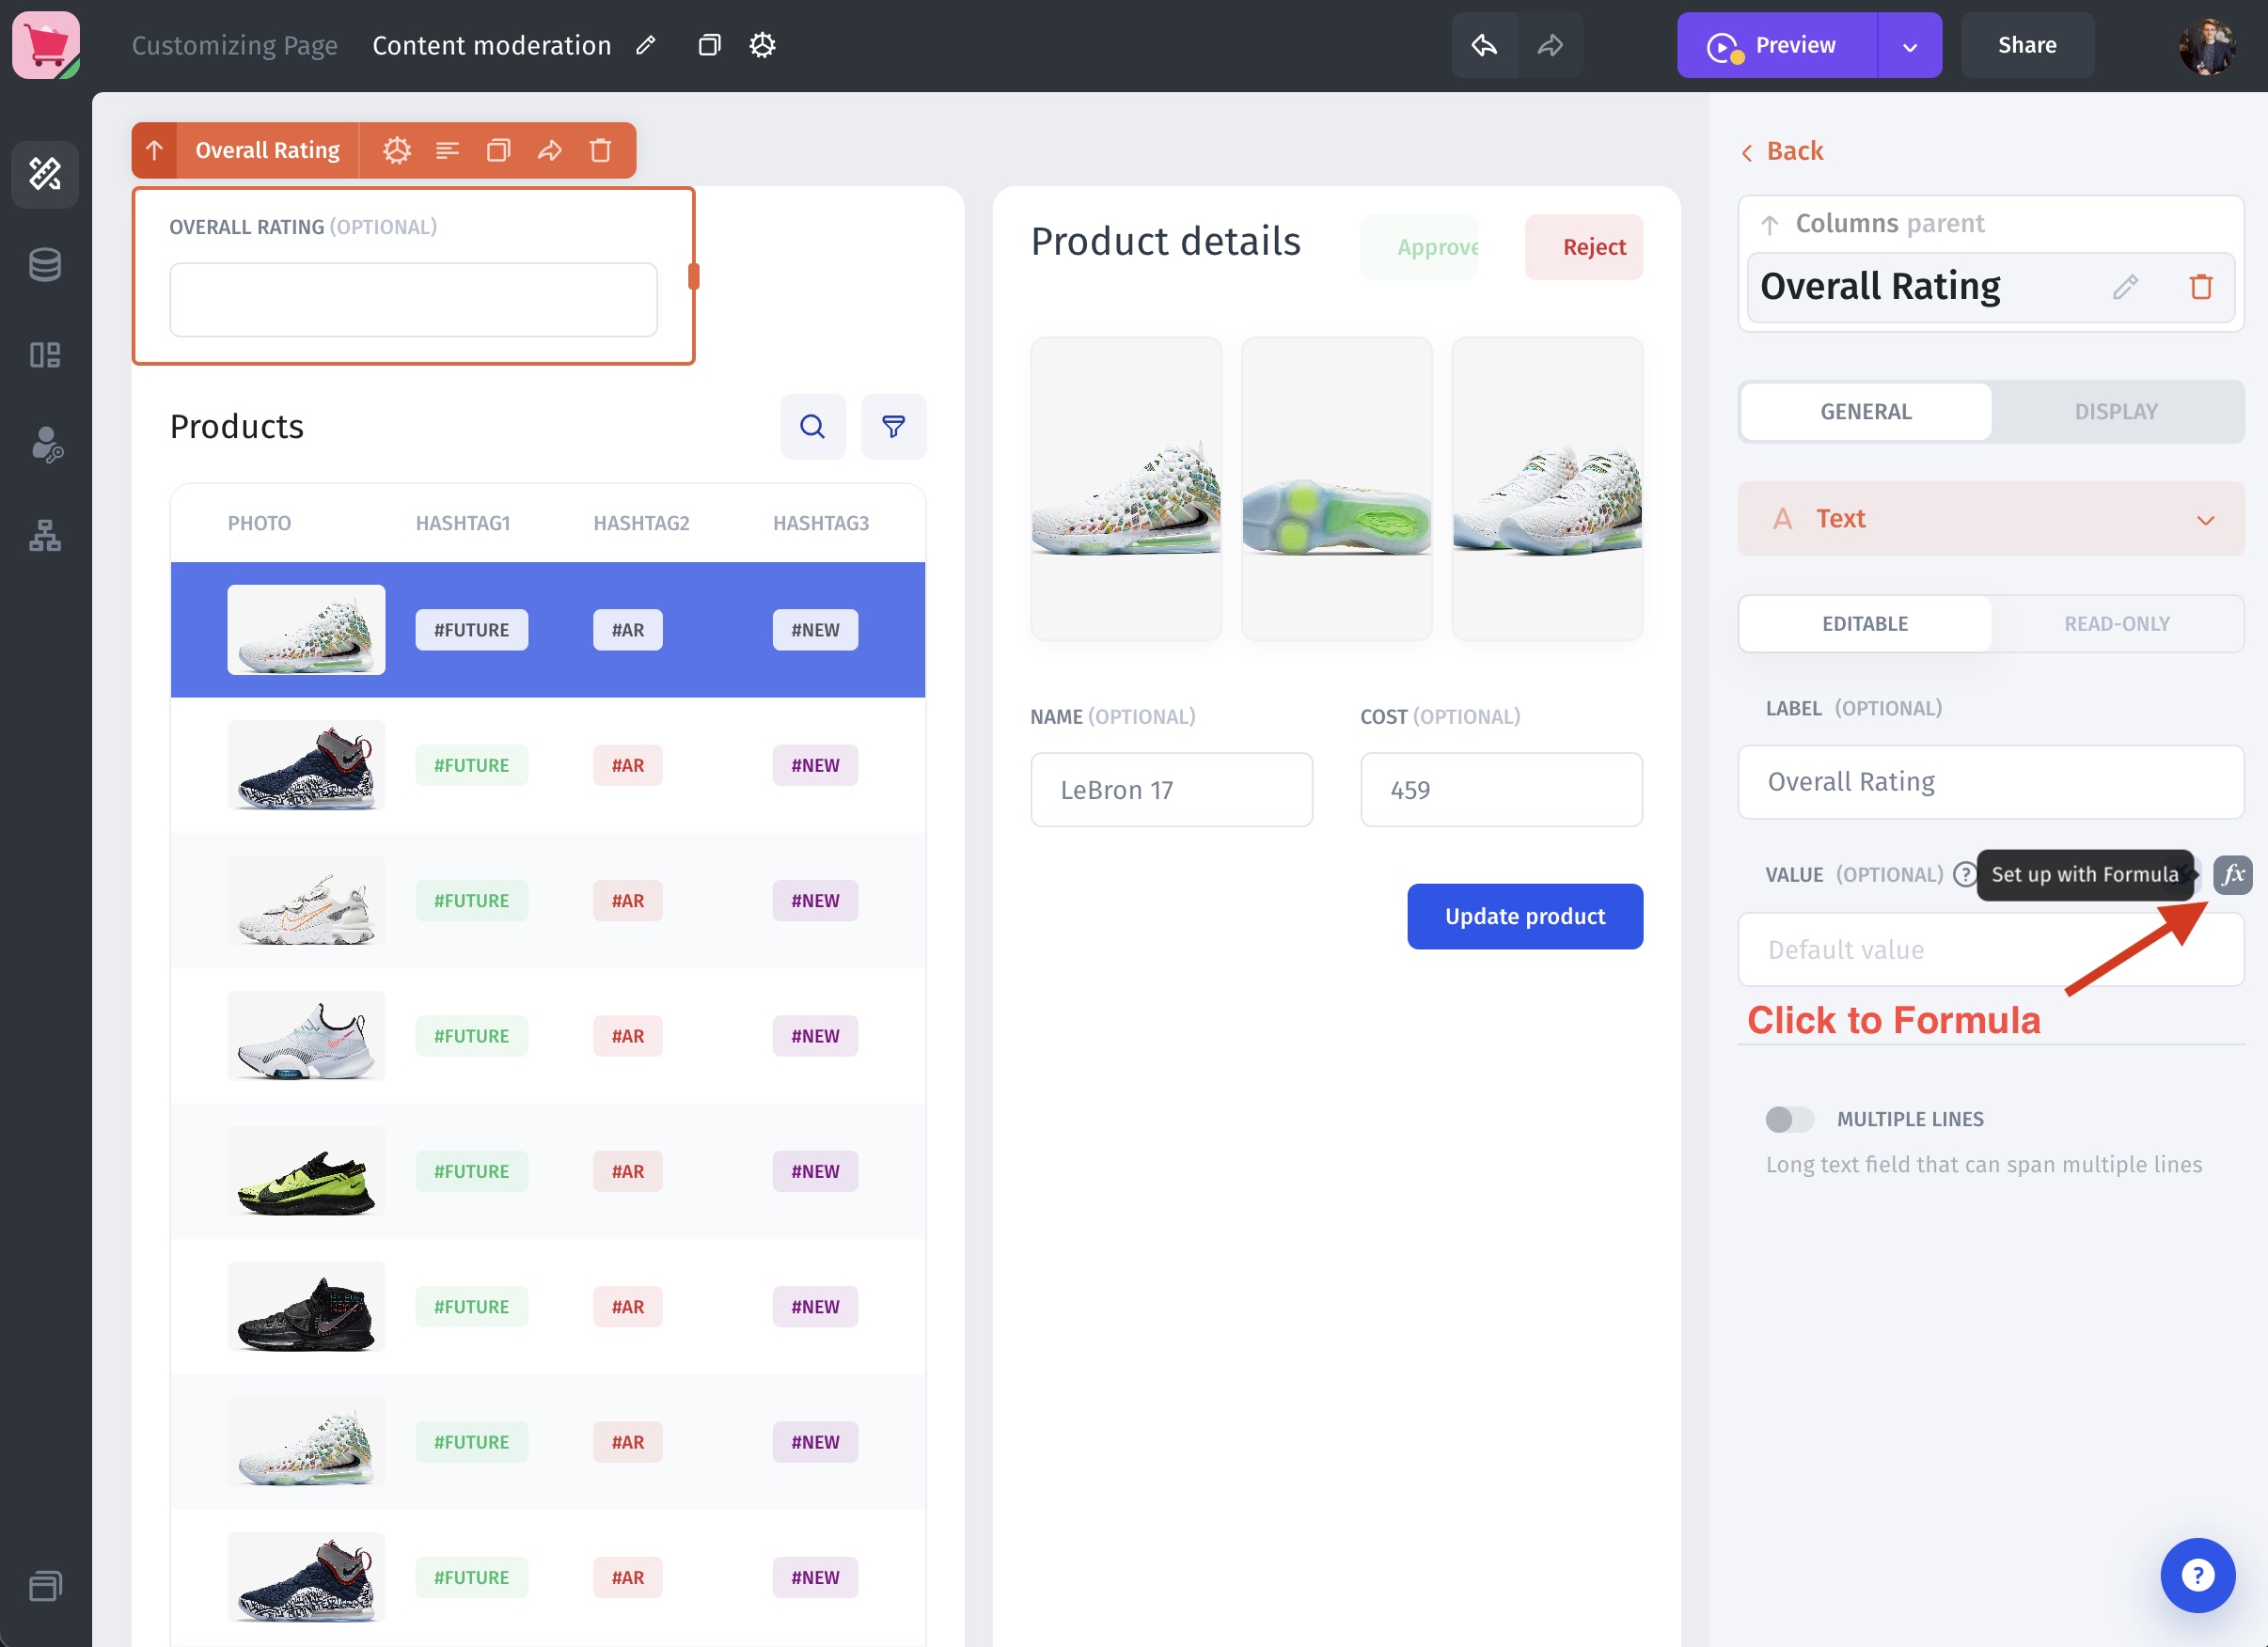 Customizing Page Content moderation
Preview
Share
Overall Rating
OVERALL RATING (OPTIONAL)
Products
PHOTO HASHTAG1 HASHTAG2 HASHTAG3
#FUTURE #AR #NEW
#FUTURE #AR #NEW
#FUTURE #AR #NEW
#FUTURE #AR #NEW
#FUTURE #AR #NEW
#FUTURE #AR #NEW
#FUTURE #AR #NEW
#FUTURE #AR #NEW
Product details
Approve
Reject
NAME (OPTIONAL) COST (OPTIONAL)
LeBron 17 459
Update product
Back
Columns parent
Overall Rating
GENERAL DISPLAY
A Text
EDITABLE READ-ONLY
LABEL (OPTIONAL)
Overall Rating
VALUE (OPTIONAL) ? Set up with Formula fx
Default value
Click to Formula
MULTIPLE LINES
Long text field that can span multiple lines
?